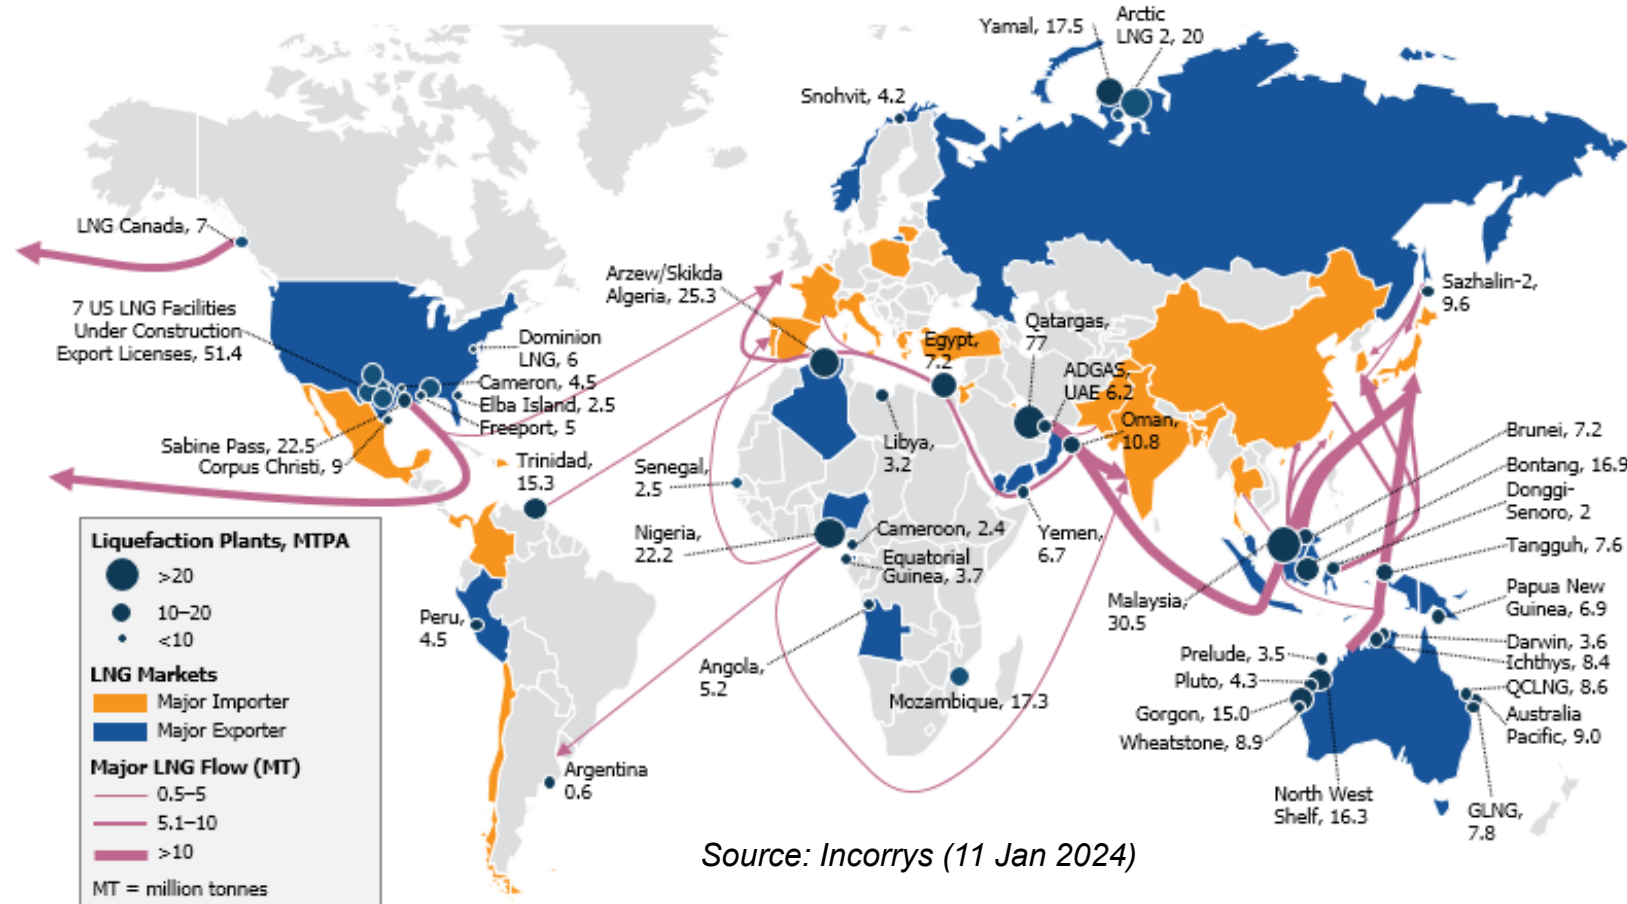 Yamal, 17.5
Arctic
LNG 2, 20
Snohvit, 4.2
LNG Canada, 7
7 US LNG Facilities
Under Construction
Export Licenses, 51.4
Dominion
LNG, 6
Cameron, 4.5
Elba Island, 2.5
Freeport, 5
Sabine Pass, 22.5
Corpus Christi, 9
Trinidad,
15.3
Arzew/Skikda
Algeria, 25.3
Egypt,
7.2
Qatargas,
77
ADGAS,
UAE 6.2
Oman,
10.8
Sazhalin-2,
9.6
Libya,
3.2
Senegal,
2.5
Nigeria,
22.2
Cameroon, 2.4
Equatorial
Guinea, 3.7
Yemen,
6.7
Brunei, 7.2
Bontang, 16.9
Donggi-
Senoro, 2
Tangguh, 7.6
Malaysia,
30.5
Papua New
Guinea, 6.9
Peru,
4.5
Angola,
5.2
Mozambique, 17.3
Argentina
0.6
Prelude, 3.5
Pluto, 4.3
Gorgon, 15.0
Wheatstone, 8.9
Darwin, 3.6
Ichthys, 8.4
QCLNG, 8.6
Australia
Pacific, 9.0
North West
Shelf, 16.3
GLNG,
7.8
Liquefaction Plants, MTPA
>20
10–20
<10
LNG Markets
Major Importer
Major Exporter
Major LNG Flow (MT)
0.5–5
5.1–10
>10
MT = million tonnes
Source: Incorrys (11 Jan 2024)